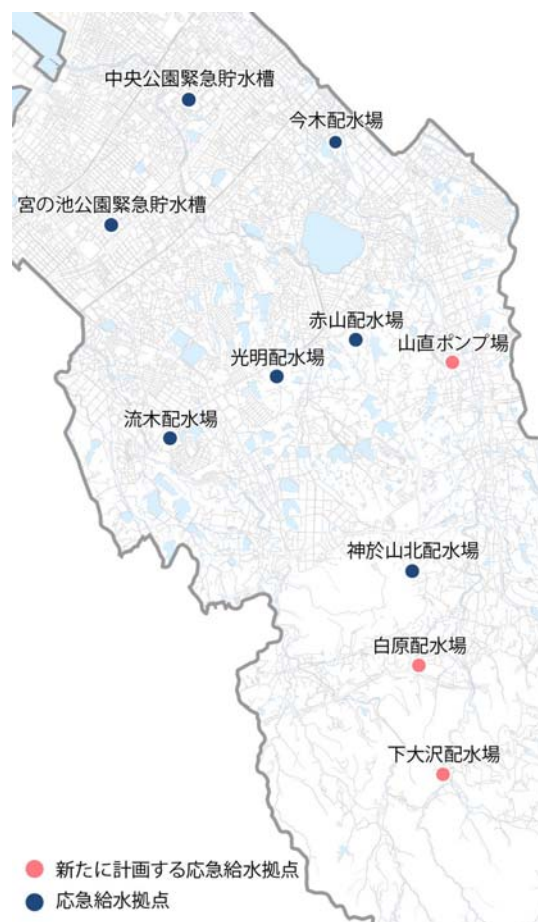 中央公園緊急貯水槽
今木配水場
宮の池公園緊急貯水槽
赤山配水場
山直ポンプ場
光明配水場
流木配水場
神於山北配水場
白原配水場
下大沢配水場
新たに計画する応急給水拠点
応急給水拠点